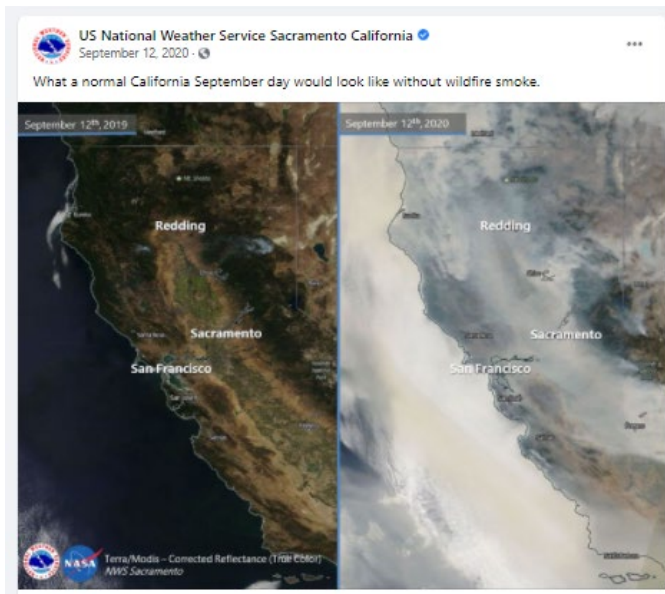 US National Weather Service Sacramento California
September 12, 2020 ·
What a normal California September day would look like without wildfire smoke.
September 12th, 2019
September 12th, 2020
Redding
Redding
Sacramento
Sacramento
San Francisco
San Francisco
NASA
Terra/Modis – Corrected Reflectance (True Color)
NWS Sacramento